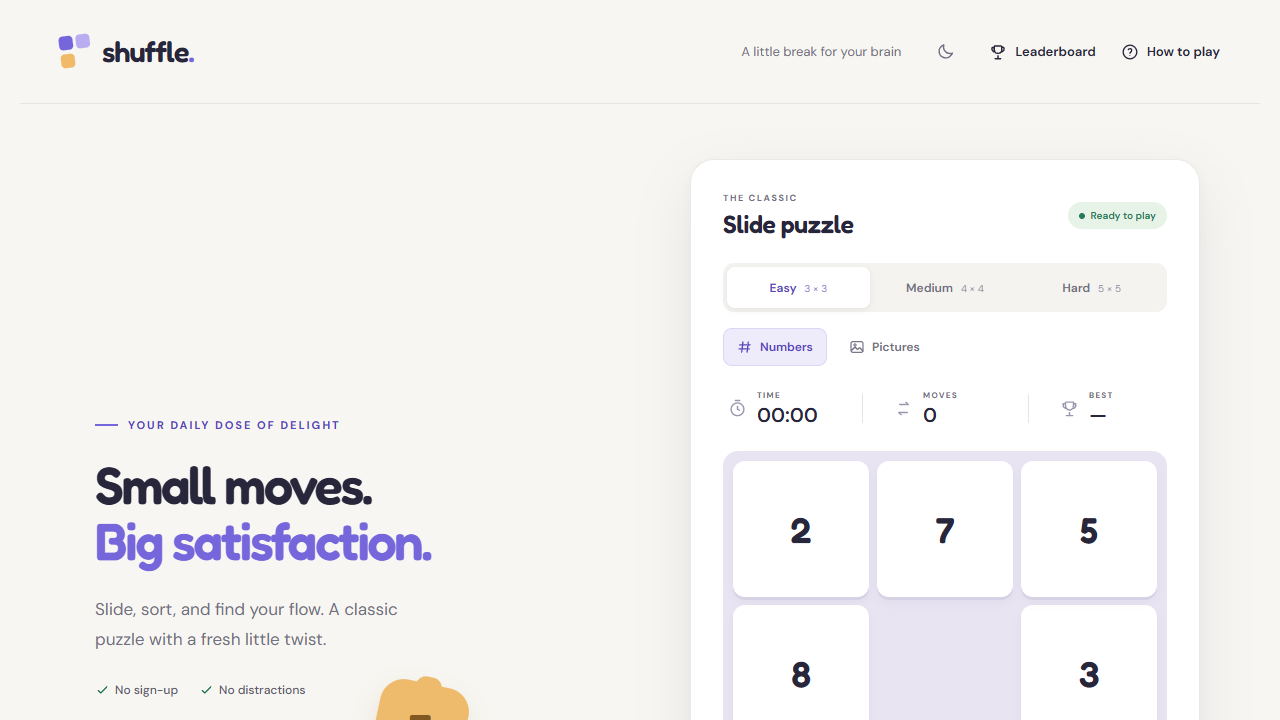 shuffle.
A little break for your brain
Leaderboard
How to play
YOUR DAILY DOSE OF DELIGHT
Small moves.
Big satisfaction.
Slide, sort, and find your flow. A classic
puzzle with a fresh little twist.
No sign-up
No distractions
THE CLASSIC
Slide puzzle
Ready to play
Easy 3 × 3
Medium 4 × 4
Hard 5 × 5
Numbers
Pictures
TIME
00:00
MOVES
0
BEST
—
2 7 5
8 3